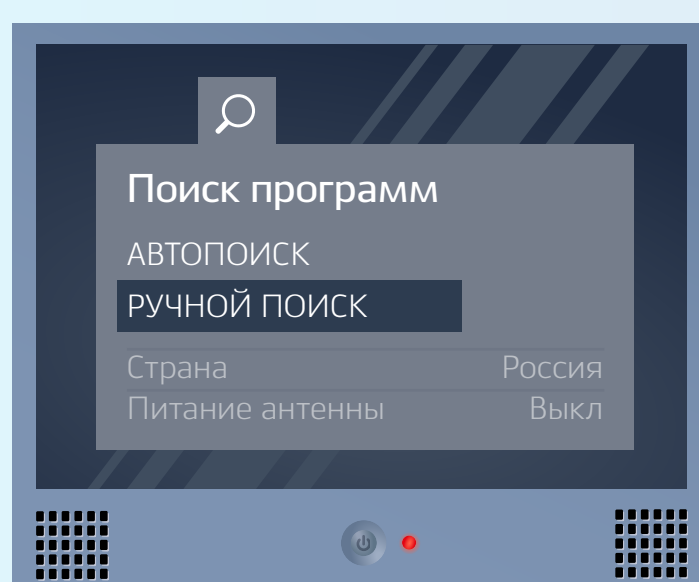 Поиск программ
АВТОПОИСК
РУЧНОЙ ПОИСК
Страна Россия
Питание антенны Выкл